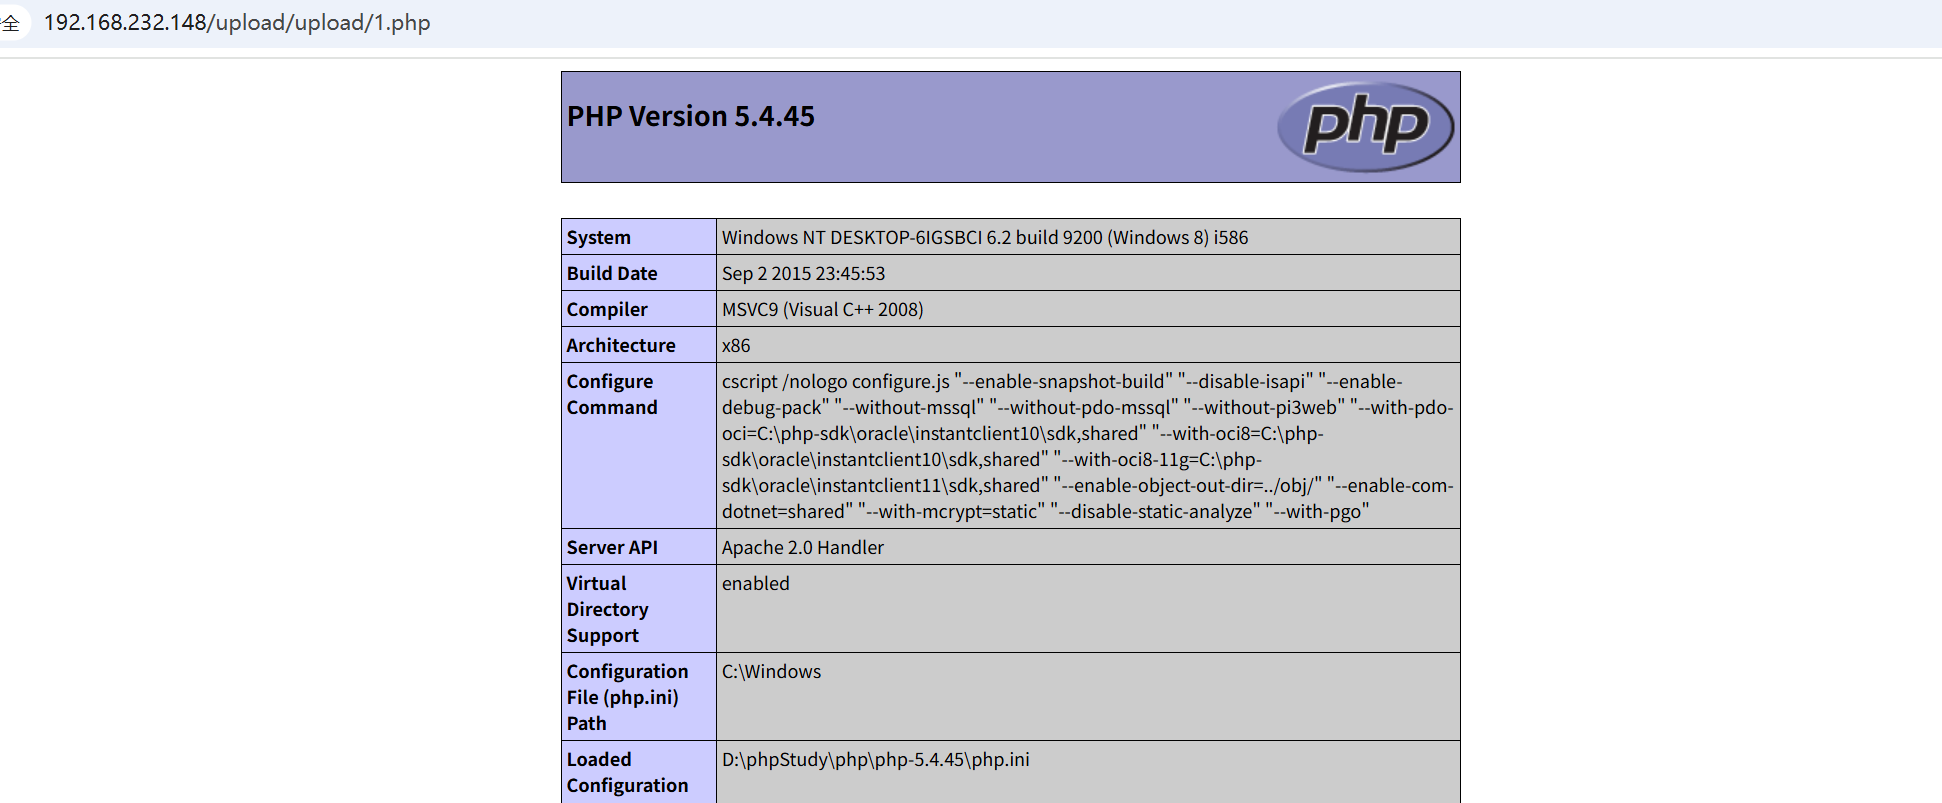 全 192.168.232.148/upload/upload/1.php
PHP Version 5.4.45
php
System Windows NT DESKTOP-6IGSBCI 6.2 build 9200 (Windows 8) i586
Build Date Sep 2 2015 23:45:53
Compiler MSVC9 (Visual C++ 2008)
Architecture x86
Configure cscript /nologo configure.js "--enable-snapshot-build" "--disable-isapi" "--enable-
Command debug-pack" "--without-mssql" "--without-pdo-mssql" "--without-pi3web" "--with-pdo-
oci=C:\php-sdk\oracle\instantclient10\sdk,shared" "--with-oci8=C:\php-
sdk\oracle\instantclient10\sdk,shared" "--with-oci8-11g=C:\php-
sdk\oracle\instantclient11\sdk,shared" "--enable-object-out-dir=../obj/" "--enable-com-
dotnet=shared" "--with-mcrypt=static" "--disable-static-analyze" "--with-pgo"
Server API Apache 2.0 Handler
Virtual enabled
Directory
Support
Configuration C:\Windows
File (php.ini)
Path
Loaded D:\phpStudy\php\php-5.4.45\php.ini
Configuration